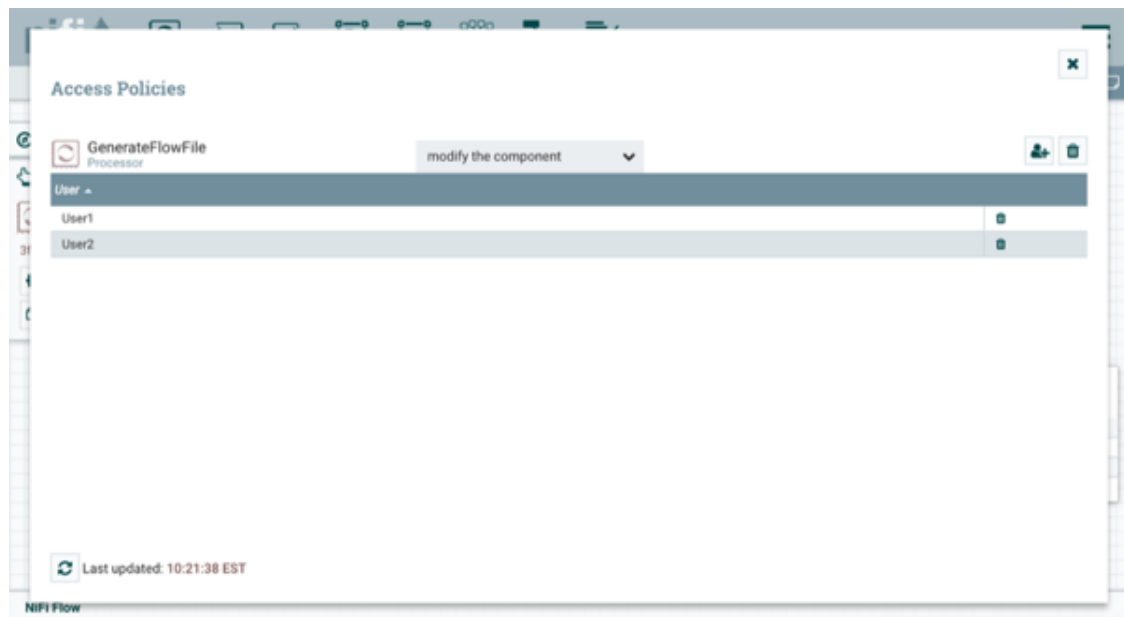 Access Policies
GenerateFlowFile
Processor
modify the component
User
User1
User2
Last updated: 10:21:38 EST
NiFi Flow